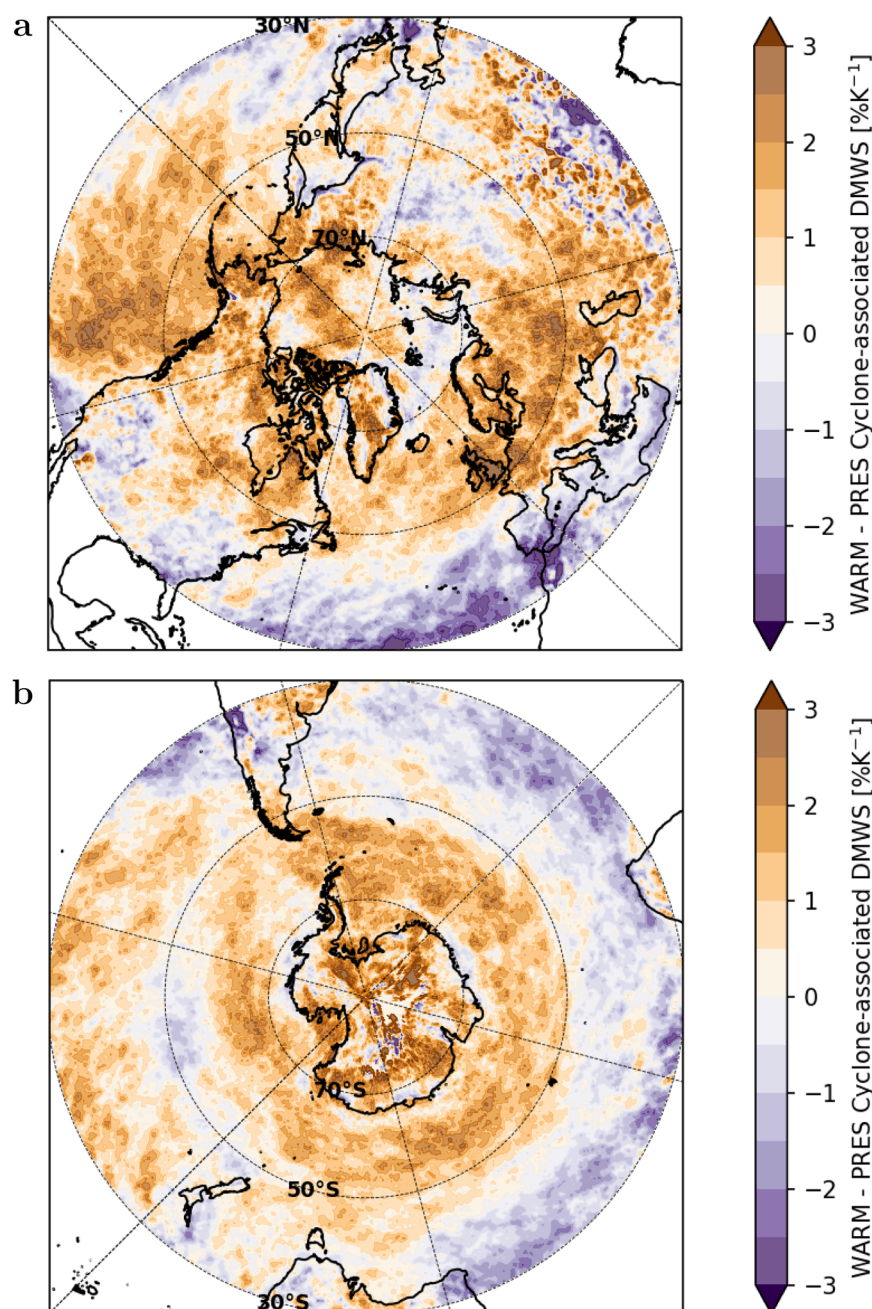 a
30°N
50°N
70°N
3
2
1
0
−1
−2
−3
WARM - PRES Cyclone-associated DMWS [%K⁻¹]
b
70°S
50°S
30°S
3
2
1
0
−1
−2
−3
WARM - PRES Cyclone-associated DMWS [%K⁻¹]